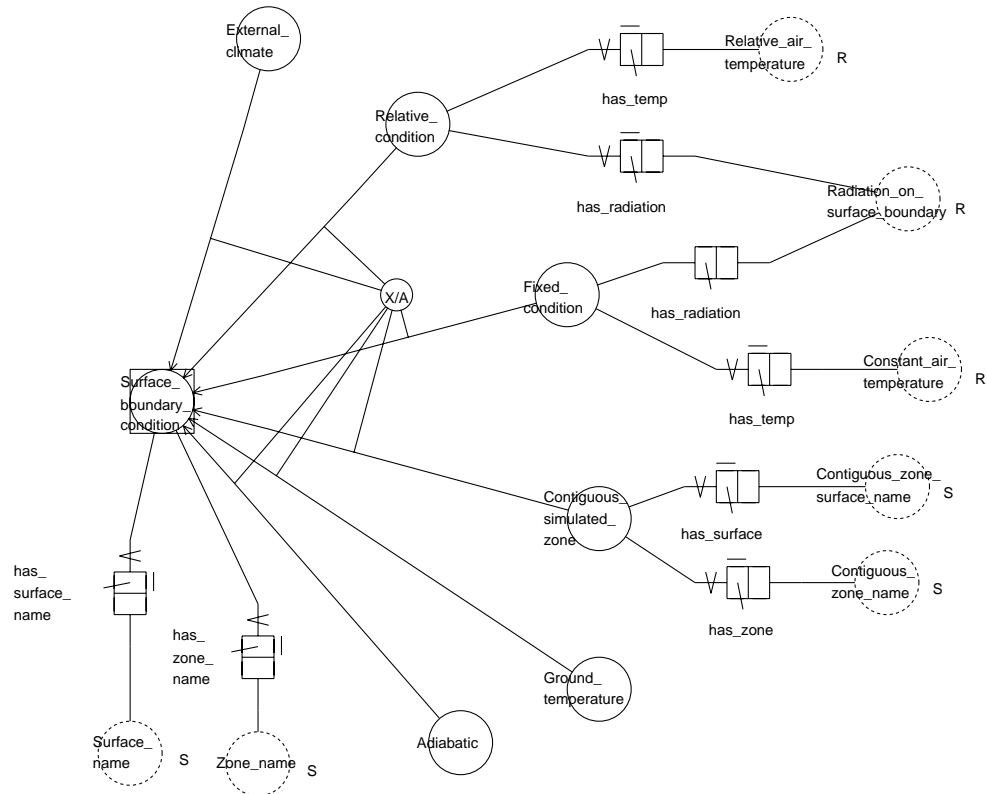 External_
climate
Relative_
condition
has_temp
Relative_air_
temperature
R
has_radiation
Radiation_on_
surface_boundary
R
X/A
Fixed_
condition
has_radiation
has_temp
Constant_air_
temperature
R
Surface_
boundary_
condition
Contiguous_
simulated_
zone
has_surface
Contiguous_zone_
surface_name
S
has_zone
Contiguous_
zone_name
S
has_
surface_
name
has_
zone_
name
Ground_
temperature
Adiabatic
Surface_
name
S
Zone_name
S